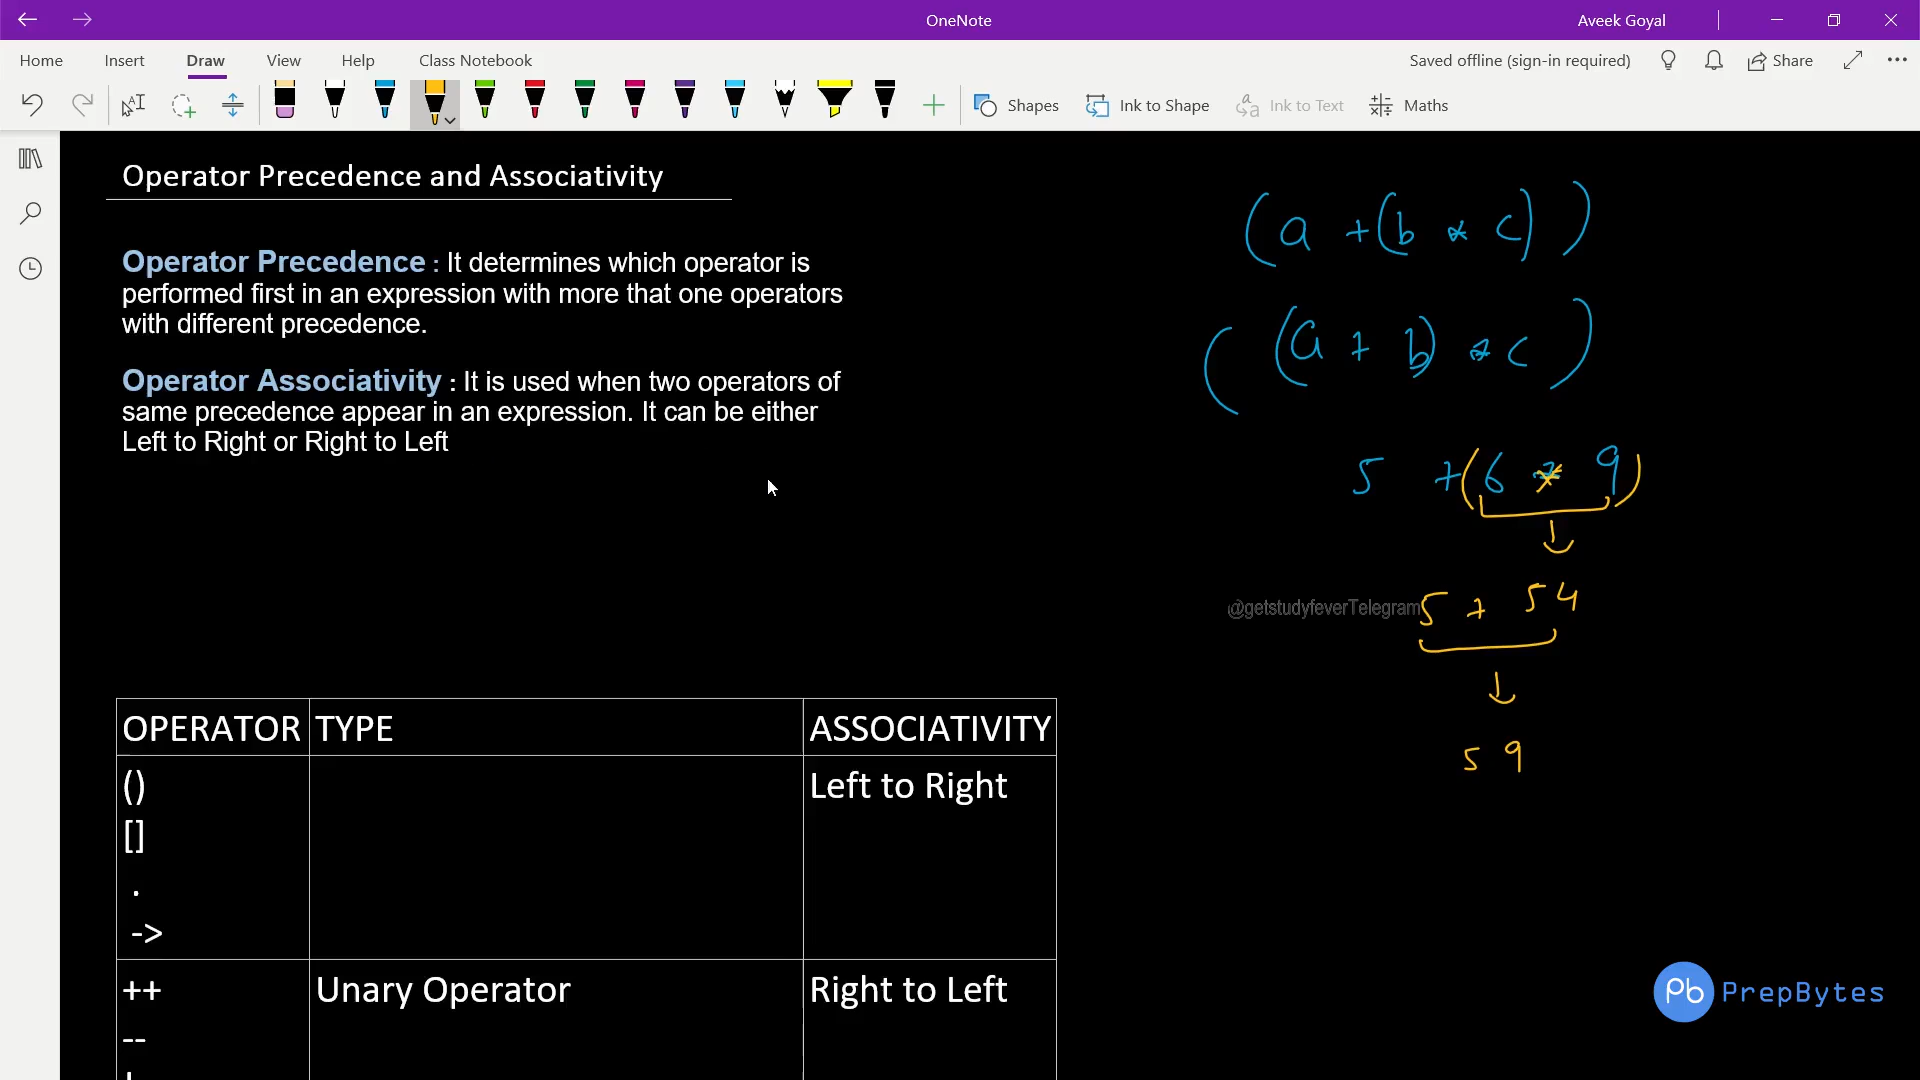 OneNote
Aveek Goyal
Home Insert Draw View Help Class Notebook
Saved offline (sign-in required) Share
Shapes Ink to Shape Ink to Text Maths
Operator Precedence and Associativity
Operator Precedence : It determines which operator is
performed first in an expression with more that one operators
with different precedence.
Operator Associativity : It is used when two operators of
same precedence appear in an expression. It can be either
Left to Right or Right to Left
(a + (b * c))
((a + b) * c)
5 + (6 * 9)
@getstudyfeverTelegram
5 + 54
59
OPERATOR TYPE ASSOCIATIVITY
() Left to Right
[]
.
->
++ Unary Operator Right to Left
--
Pb PrepBytes